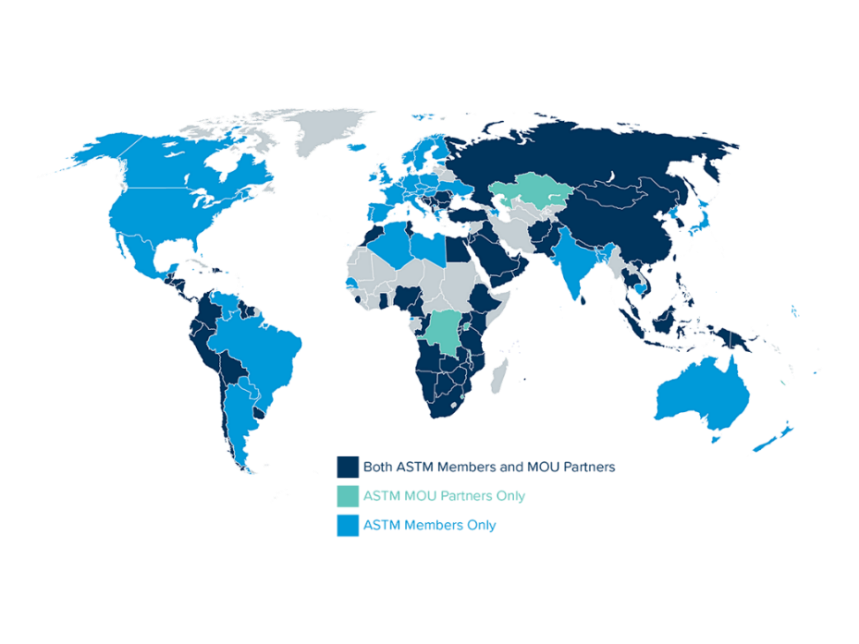 Both ASTM Members and MOU Partners
ASTM MOU Partners Only
ASTM Members Only